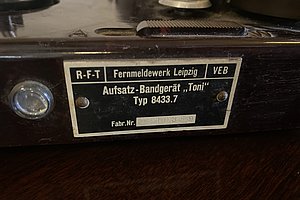 R-F-T Fernmeldewerk Leipzig VEB
Aufsatz-Bandgerät „Toni"
Typ 8433.7
Fabr.Nr.